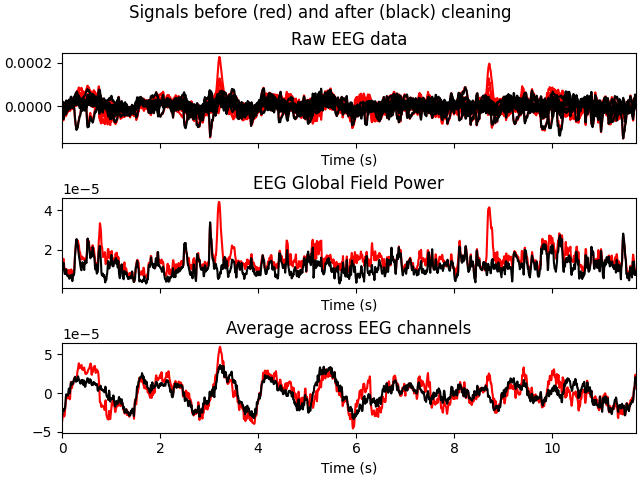 Signals before (red) and after (black) cleaning
Raw EEG data
0.0002
0.0000
Time (s)
EEG Global Field Power
1e−5
4
2
Time (s)
Average across EEG channels
1e−5
5
0
−5
0 2 4 6 8 10
Time (s)